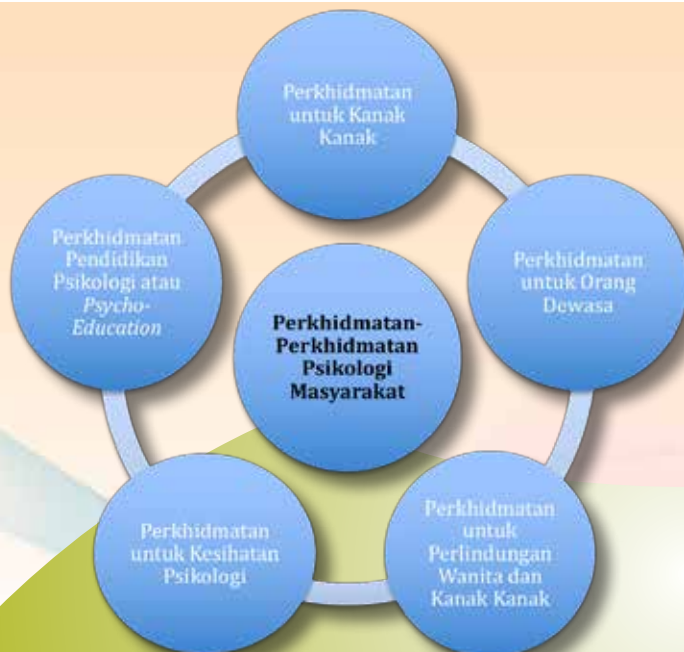 Perkhidmatan
untuk Kanak
Kanak
Perkhidmatan
Pendidikan
Psikologi atau
Psycho-
Education
Perkhidmatan
untuk Orang
Dewasa
Perkhidmatan-
Perkhidmatan
Psikologi
Masyarakat
Perkhidmatan
untuk Kesihatan
Psikologi
Perkhidmatan
untuk
Perlindungan
Wanita dan
Kanak Kanak